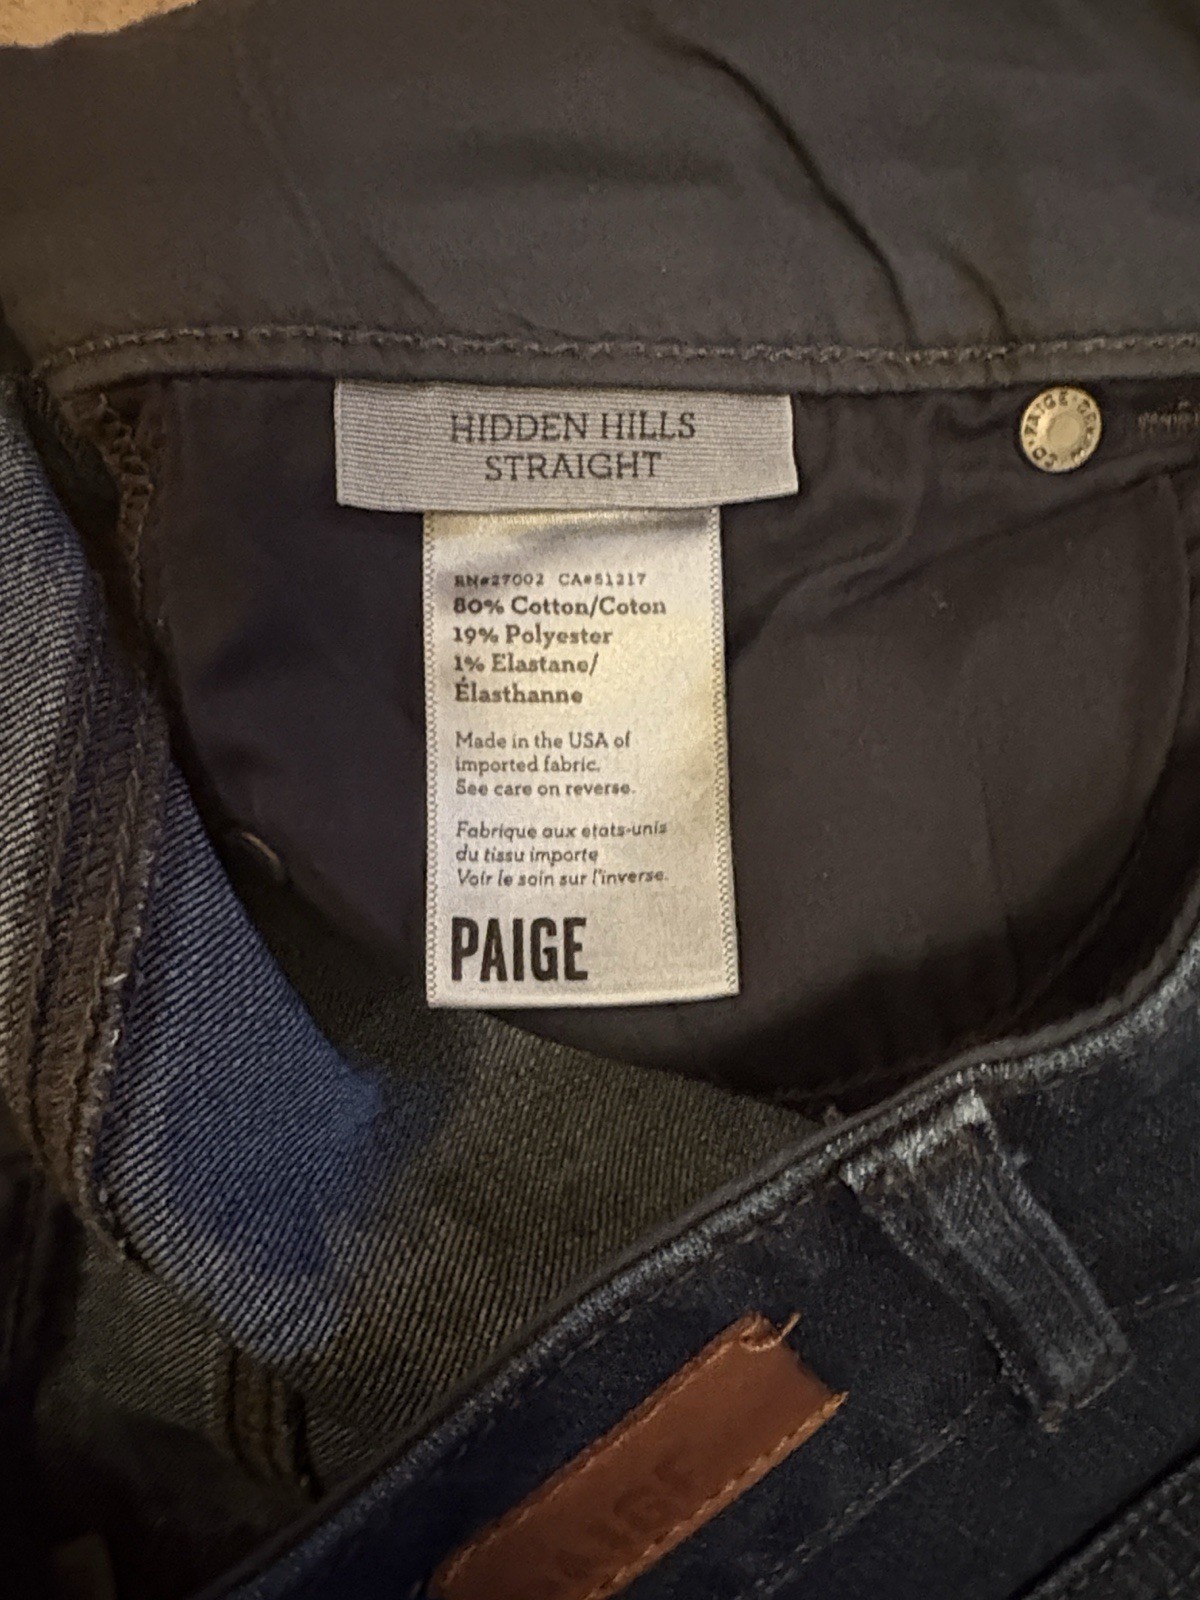 HIDDEN HILLS
STRAIGHT
RN#27002 CA#51217
80% Cotton/Coton
19% Polyester
1% Elastane/
Élasthanne
Made in the USA of
imported fabric.
See care on reverse.
Fabrique aux etats-unis
du tissu importe
Voir le soin sur l'inverse.
PAIGE
PAIGE
PAIGE